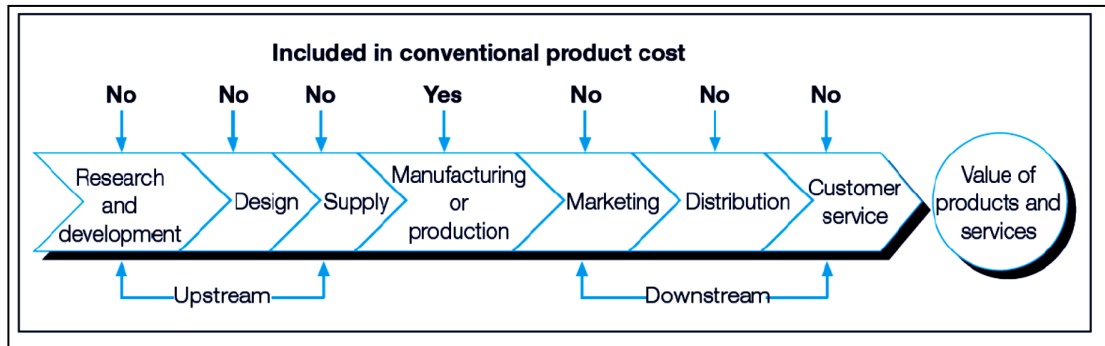 Included in conventional product cost
No No No Yes No No No
Research
and
development
Design
Supply
Manufacturing
or
production
Marketing
Distribution
Customer
service
Value of
products and
services
Upstream
Downstream